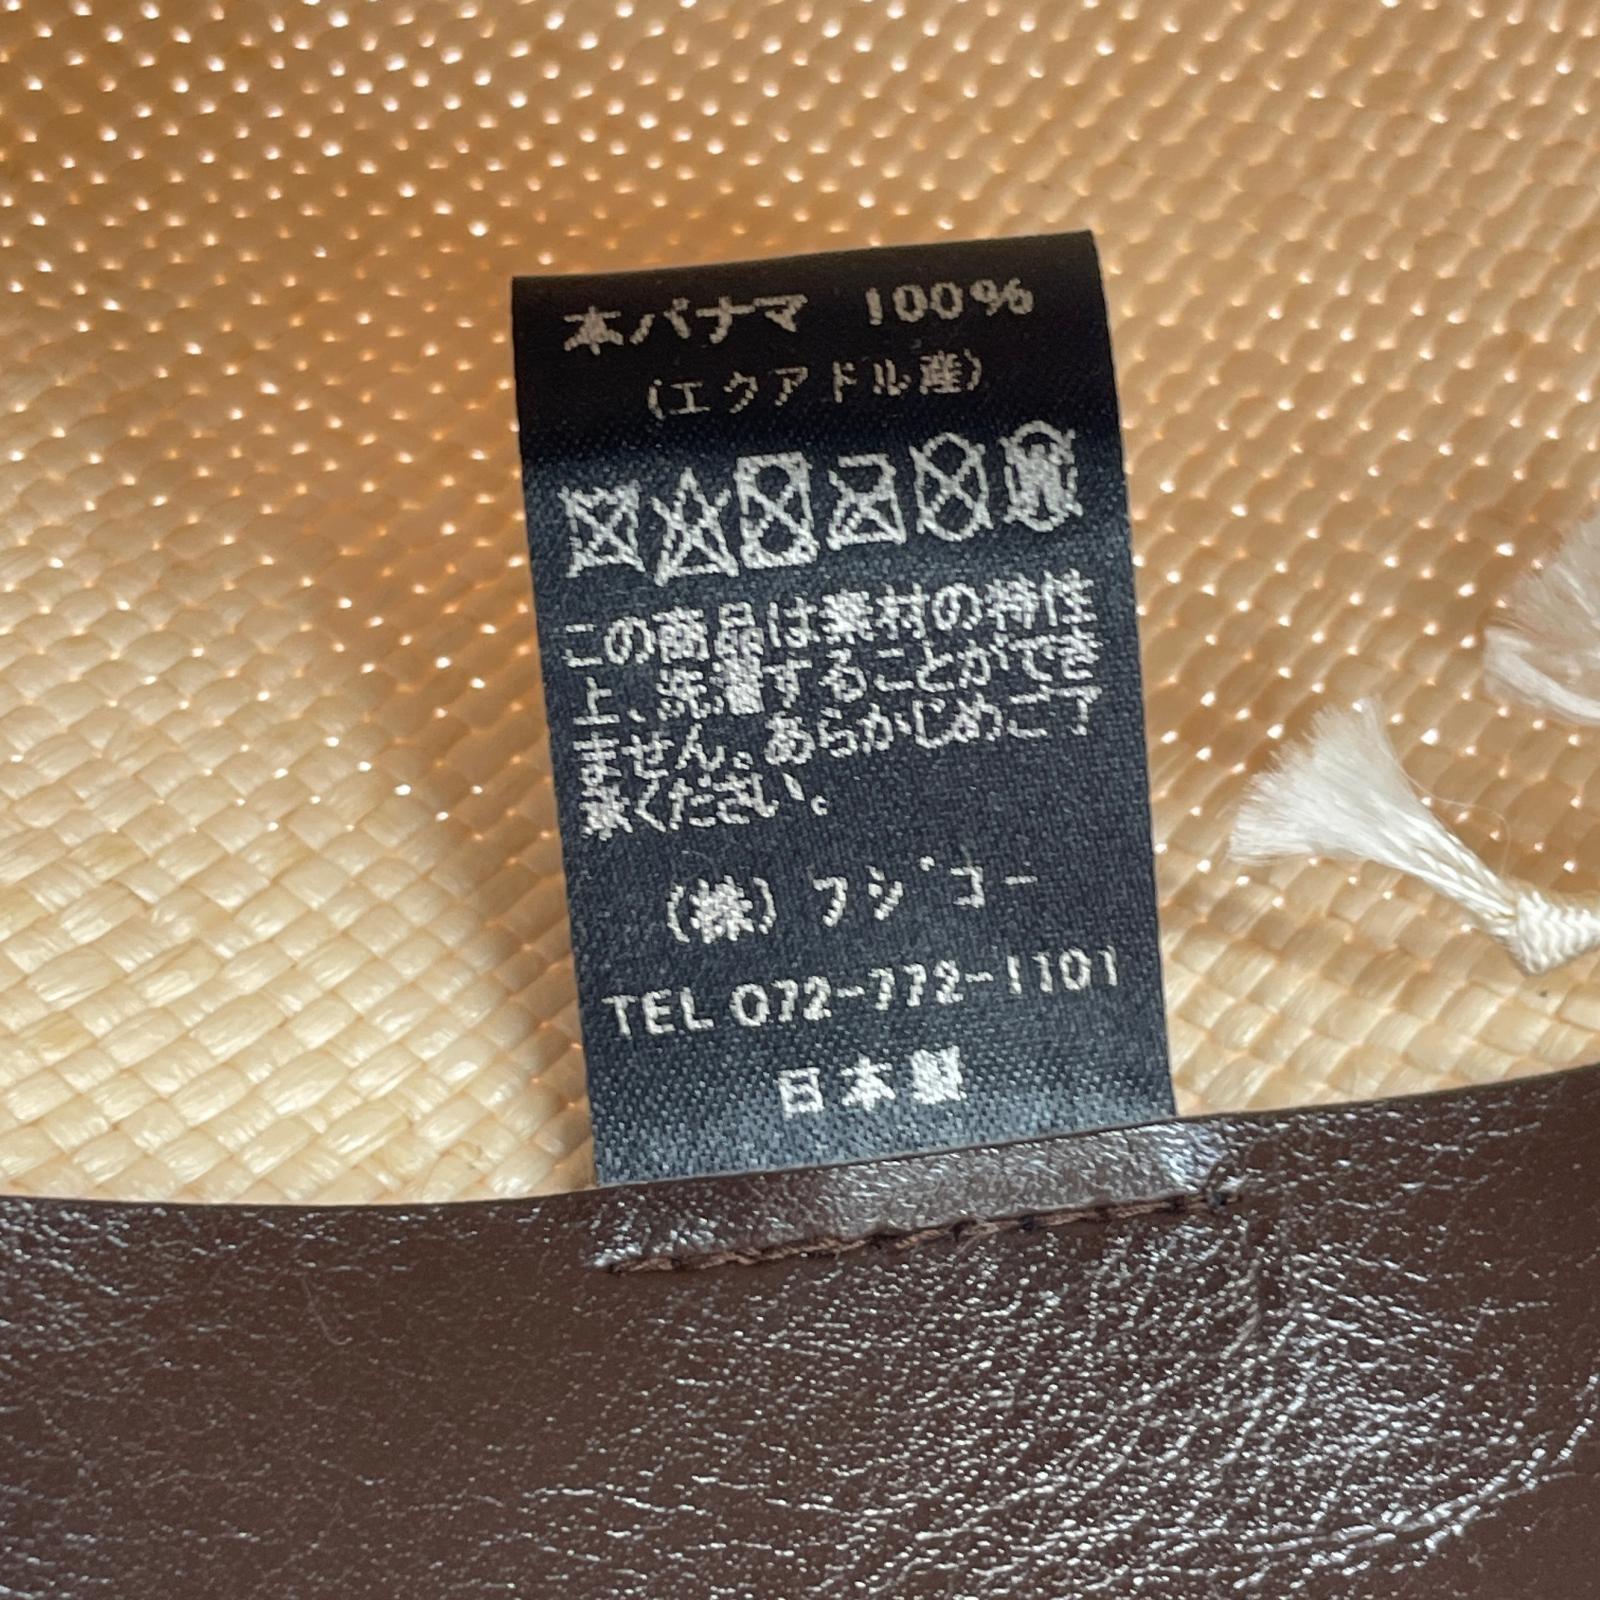 本パナマ 100%
(エクアドル産)
この商品は素材の特性
上、洗濯することができ
ません。あらかじめご了
承ください。
(株)フジコー
TEL 072-772-1101
日本製